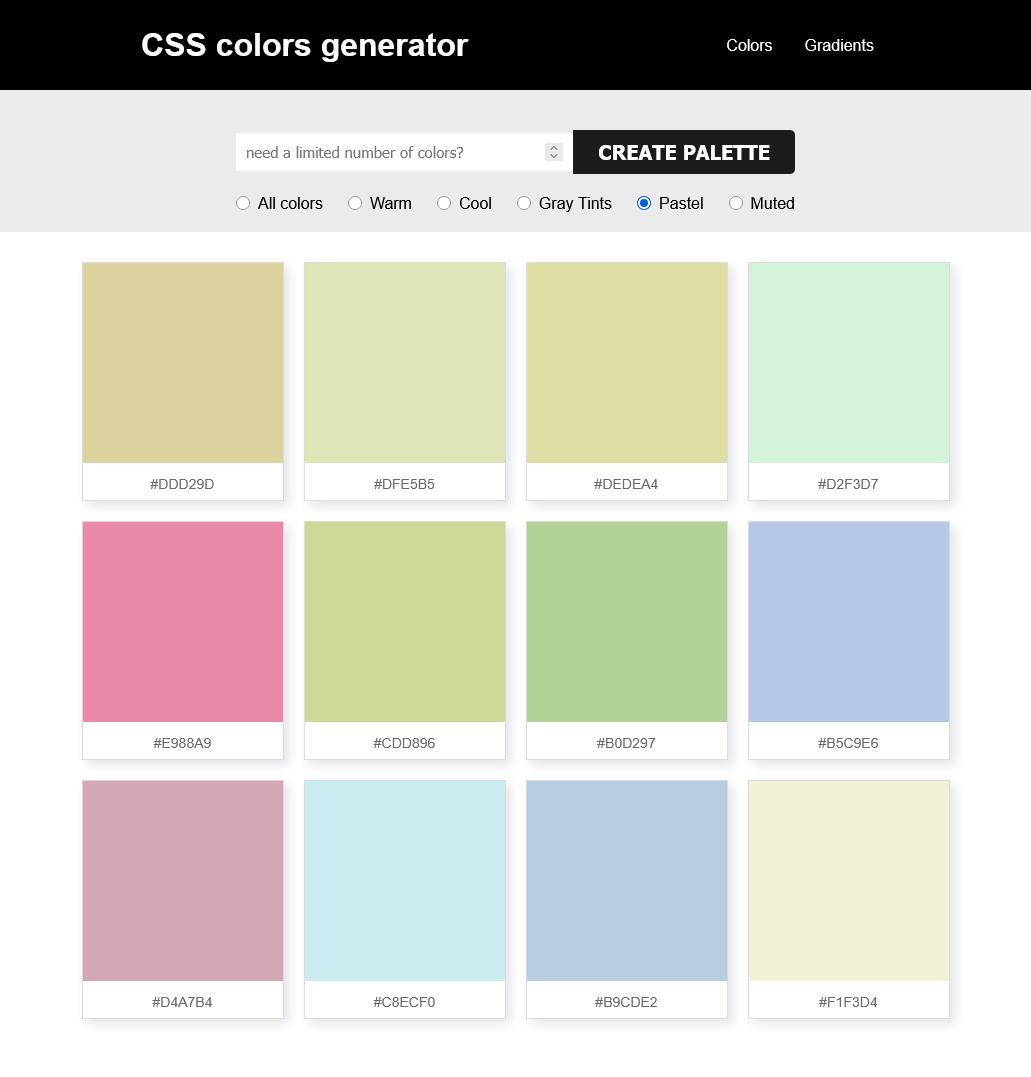 CSS colors generator
Colors Gradients
need a limited number of colors? CREATE PALETTE
All colors Warm Cool Gray Tints Pastel Muted
#DDD29D #DFE5B5 #DEDEA4 #D2F3D7
#E988A9 #CDD896 #B0D297 #B5C9E6
#D4A7B4 #C8ECF0 #B9CDE2 #F1F3D4